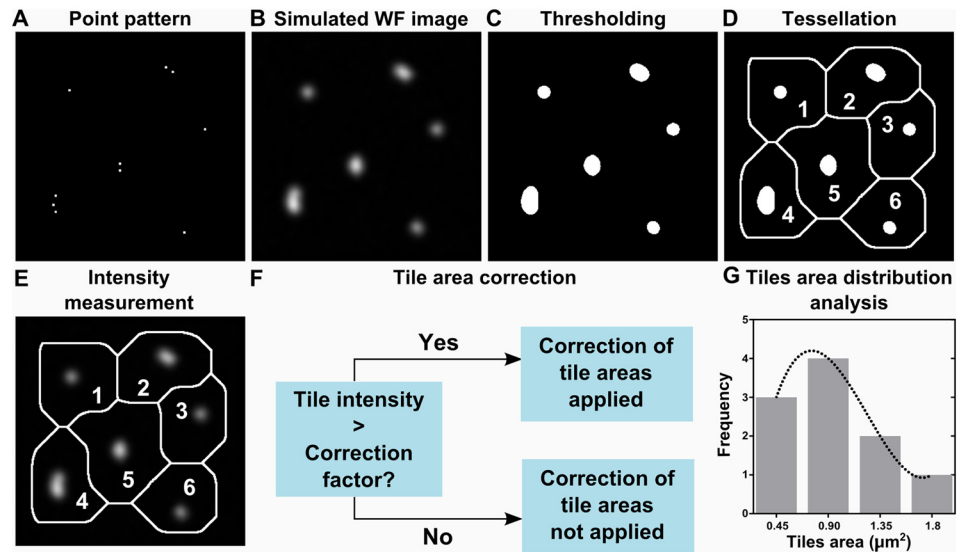 A Point pattern
B Simulated WF image
C Thresholding
D Tessellation
1
2
3
4
5
6
E Intensity
measurement
1
2
3
4
5
6
F Tile area correction
Tile intensity
>
Correction
factor?
Yes
Correction of
tile areas
applied
No
Correction of
tile areas
not applied
G Tiles area distribution
analysis
Frequency
5
4
3
2
1
0
0.45 0.90 1.35 1.8
Tiles area (µm²)